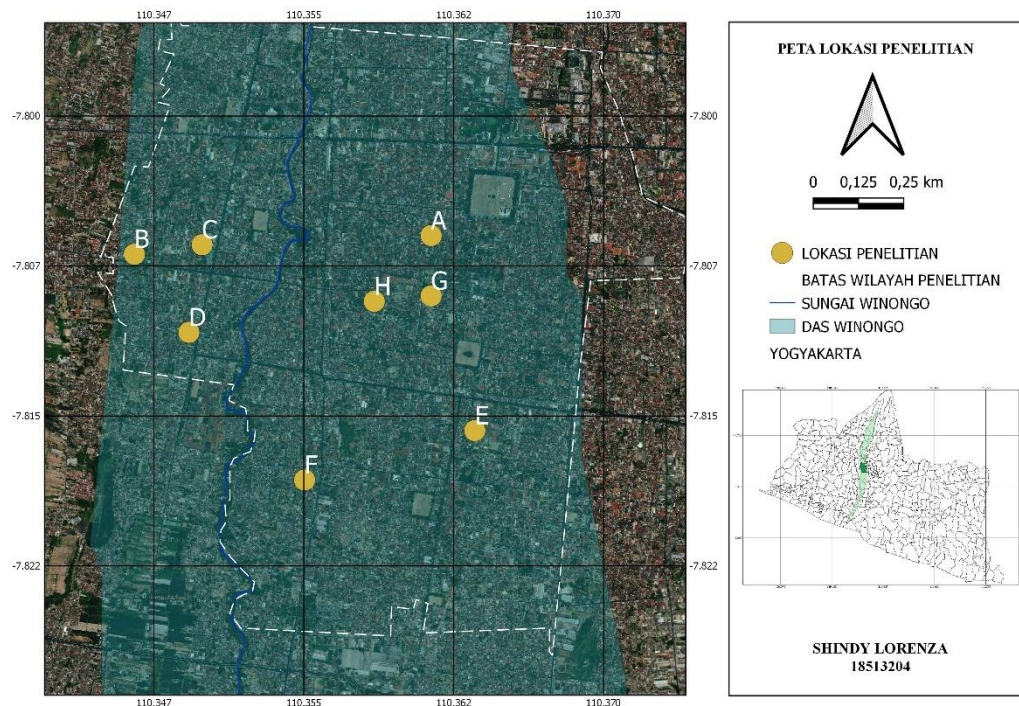 110.347 110.355 110.362 110.370
-7.800 -7.800
A
B C
-7.807 -7.807
H G
D
-7.815 -7.815
E
F
-7.822 -7.822
110.347 110.355 110.362 110.370
PETA LOKASI PENELITIAN
0 0,125 0,25 km
LOKASI PENELITIAN
BATAS WILAYAH PENELITIAN
SUNGAI WINONGO
DAS WINONGO
YOGYAKARTA
SHINDY LORENZA
18513204